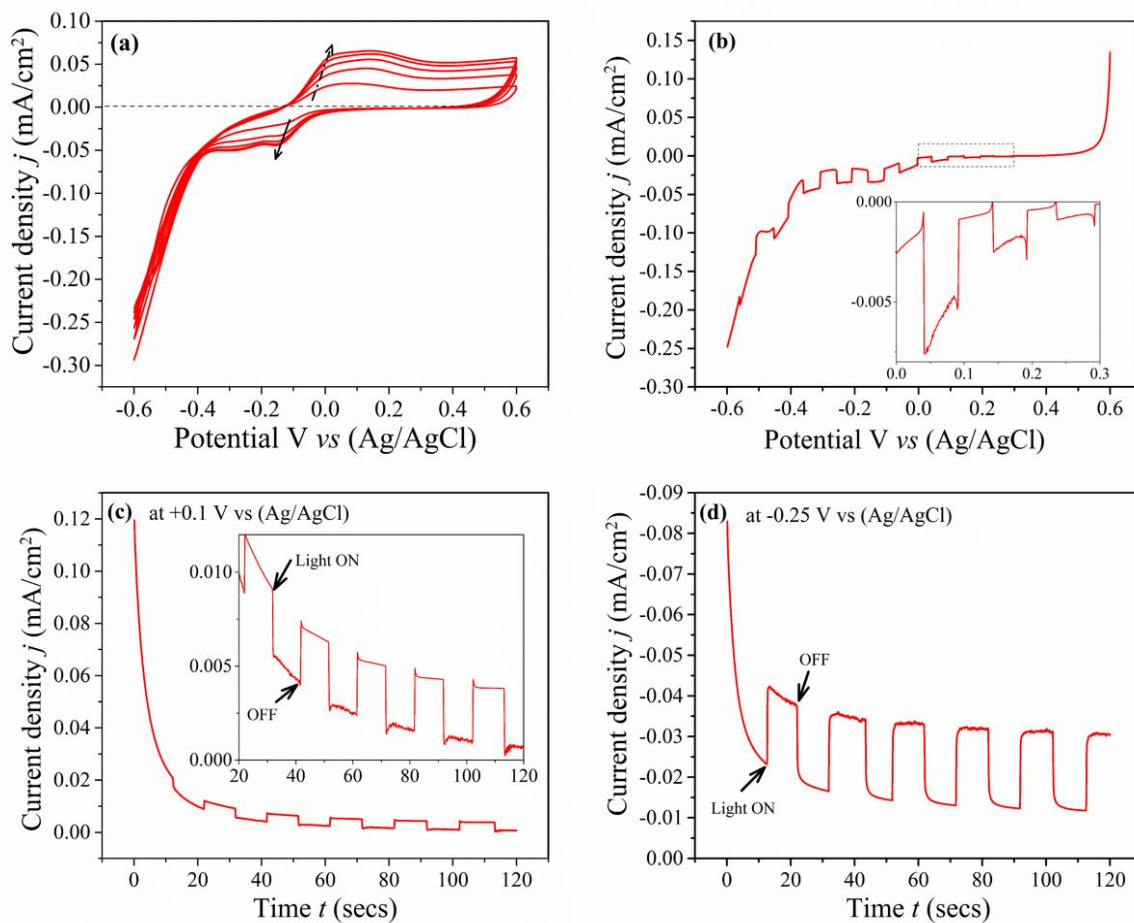 (a)
0.05
0.00
-0.05
-0.10
-0.15
-0.20
-0.25
-0.30
-0.6 -0.4 -0.2 0.0 0.2 0.4 0.6
Current density j (mA/cm²)
Potential V vs (Ag/AgCl)
(b)
0.15
0.10
0.05
0.00
-0.05
-0.10
-0.15
-0.20
-0.25
-0.30
-0.6 -0.4 -0.2 0.0 0.2 0.4 0.6
Current density j (mA/cm²)
Potential V vs (Ag/AgCl)
0.000
-0.005
0.0 0.1 0.2 0.3
(c) at +0.1 V vs (Ag/AgCl)
0.12
0.10
0.08
0.06
0.04
0.02
0.00
0 20 40 60 80 100 120
Current density j (mA/cm²)
Time t (secs)
0.010
0.005
0.000
20 40 60 80 100 120
Light ON
OFF
(d) at -0.25 V vs (Ag/AgCl)
-0.09
-0.08
-0.07
-0.06
-0.05
-0.04
-0.03
-0.02
-0.01
0.00
0 20 40 60 80 100 120
Current density j (mA/cm²)
Time t (secs)
OFF
Light ON